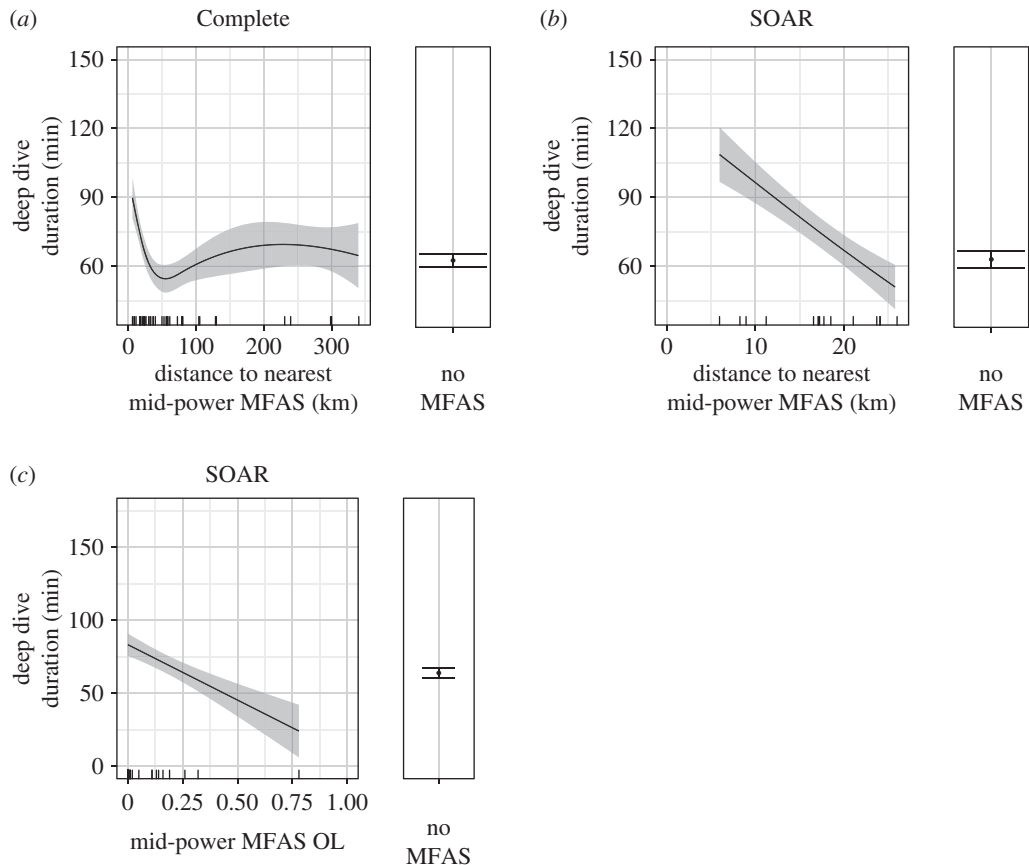 (a)
Complete
deep dive
duration (min)
150
120
90
60
0
100
200
300
distance to nearest
mid-power MFAS (km)
no
MFAS
(b)
SOAR
deep dive
duration (min)
150
120
90
60
0
10
20
distance to nearest
mid-power MFAS (km)
no
MFAS
(c)
SOAR
deep dive
duration (min)
150
100
50
0
0
0.25
0.50
0.75
1.00
mid-power MFAS OL
no
MFAS